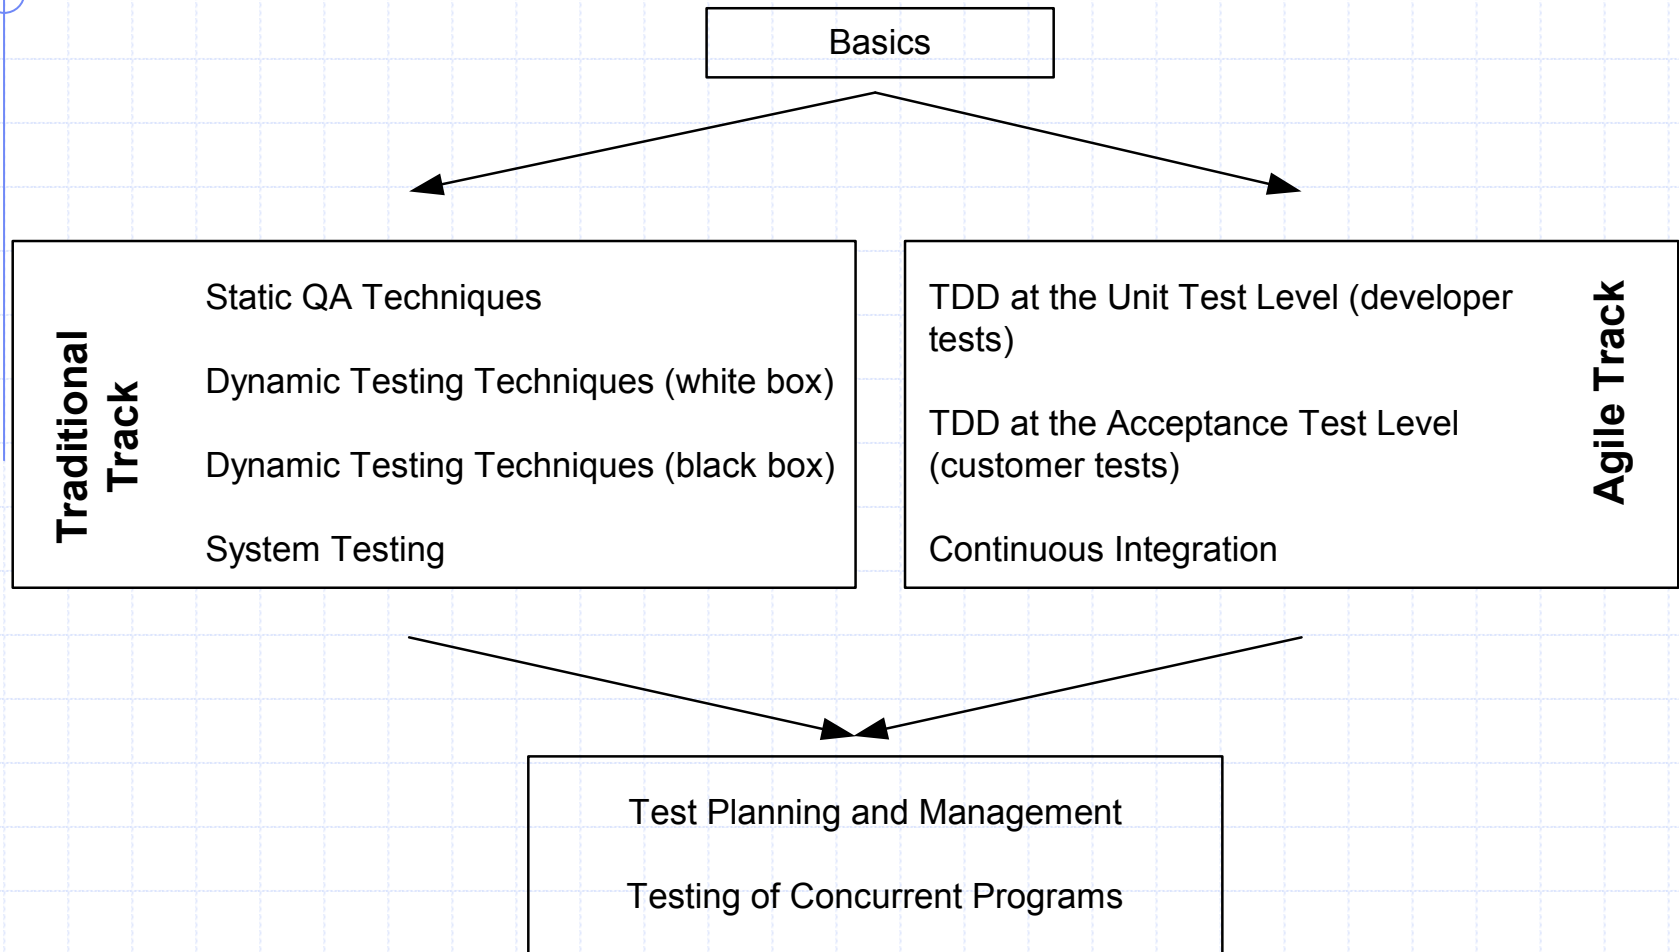 Basics
Traditional
Track
Static QA Techniques
Dynamic Testing Techniques (white box)
Dynamic Testing Techniques (black box)
System Testing
TDD at the Unit Test Level (developer
tests)
TDD at the Acceptance Test Level
(customer tests)
Continuous Integration
Agile Track
Test Planning and Management
Testing of Concurrent Programs